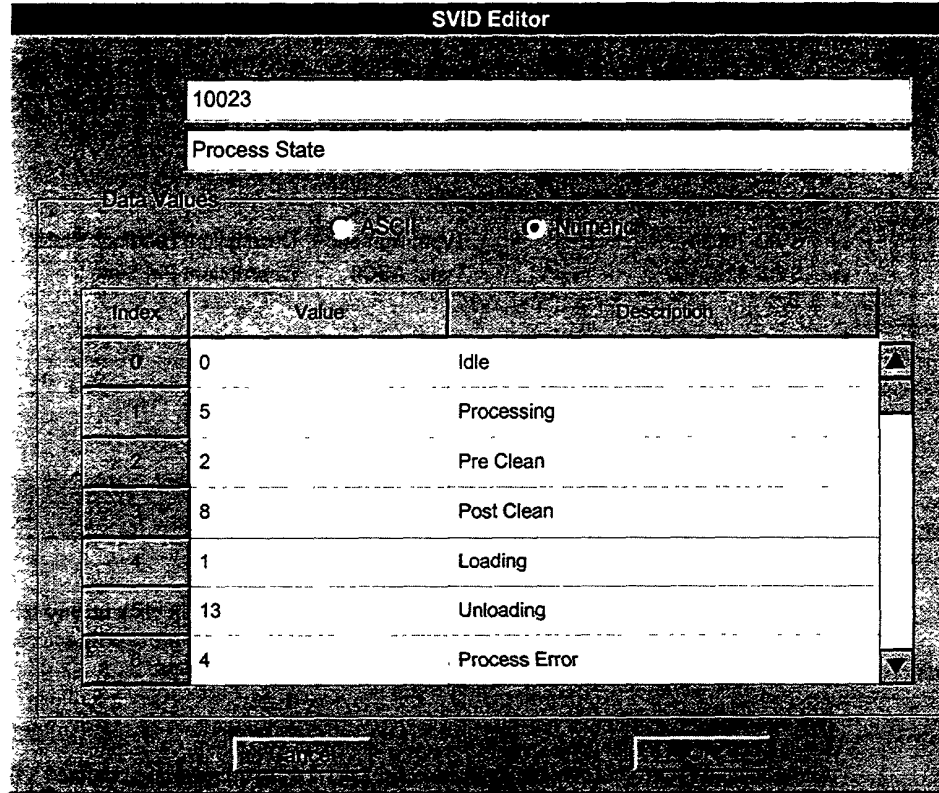 SVID Editor
10023
Process State
Data Values
ASCII Numeric
Index Value Description
0 0 Idle
1 5 Processing
2 2 Pre Clean
8 Post Clean
4 1 Loading
13 Unloading
4 Process Error
Cancel